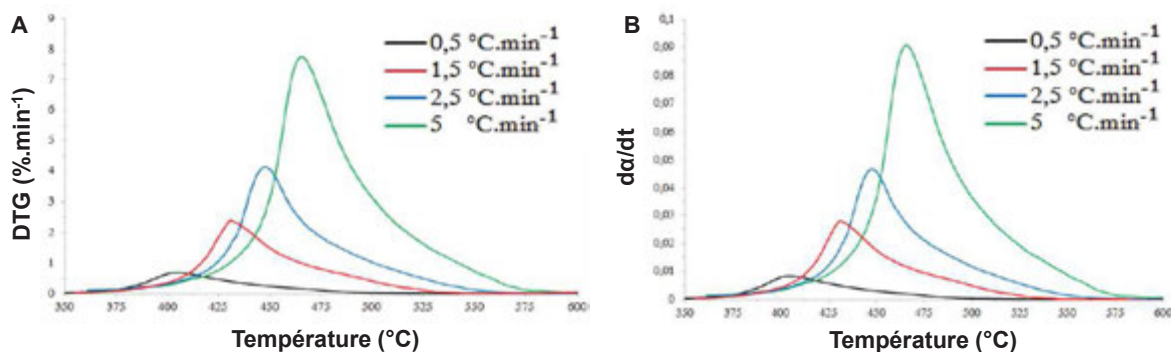 A
DTG (%.min-1)
9
8
7
6
5
4
3
2
1
0
0,5 °C.min-1
1,5 °C.min-1
2,5 °C.min-1
5 °C.min-1
350 375 400 425 450 475 500 525 550 575 600
Température (°C)
B
dα/dt
0,1
0,09
0,08
0,07
0,06
0,05
0,04
0,03
0,02
0,01
0
0,5 °C.min-1
1,5 °C.min-1
2,5 °C.min-1
5 °C.min-1
350 375 400 425 450 475 500 525 550 575 600
Température (°C)